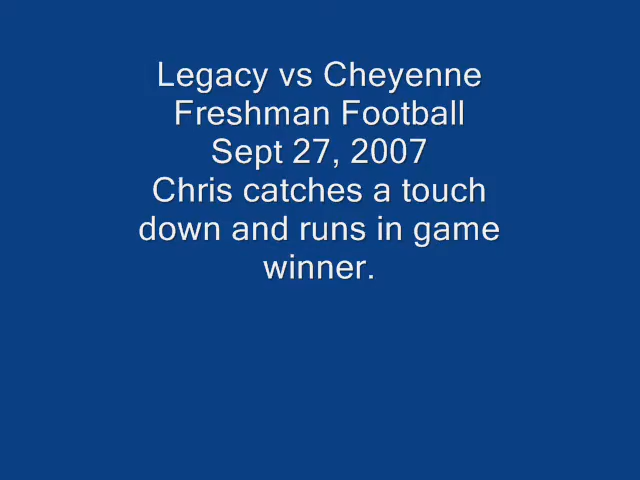 Legacy vs Cheyenne
Freshman Football
Sept 27, 2007
Chris catches a touch
down and runs in game
winner.